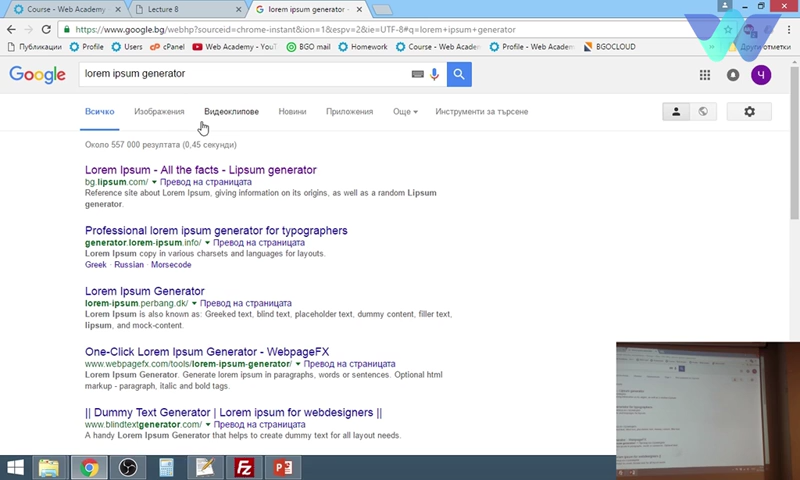 Course - Web Academy
Lecture 8
lorem ipsum generator -
https://www.google.bg/webhp?sourceid=chrome-instant&ion=1&espv=2&ie=UTF-8#q=lorem+ipsum+generator
Публикации Profile Users cPanel Web Academy - YouT BGO mail Homework Course - Web Academy Profile - Web Academy BGOCLOUD Други отметки
Google
lorem ipsum generator
Ч
Всичко Изображения Видеоклипове Новини Приложения Още Инструменти за търсене
Около 557 000 резултата (0,45 секунди)
Lorem Ipsum - All the facts - Lipsum generator
bg.lipsum.com/ Превод на страницата
Reference site about Lorem Ipsum, giving information on its origins, as well as a random Lipsum
generator.
Professional lorem ipsum generator for typographers
generator.lorem-ipsum.info/ Превод на страницата
Lorem Ipsum copy in various charsets and languages for layouts.
Greek · Russian · Morsecode
Lorem Ipsum Generator
lorem-ipsum.perbang.dk/ Превод на страницата
Lorem Ipsum is also known as: Greeked text, blind text, placeholder text, dummy content, filler text,
lipsum, and mock-content.
One-Click Lorem Ipsum Generator - WebpageFX
www.webpagefx.com/tools/lorem-ipsum-generator/ Превод на страницата
Lorem Ipsum Generator. Generate lorem ipsum in paragraphs, words or sentences. Optional html
markup - paragraph, italic and bold tags.
|| Dummy Text Generator | Lorem ipsum for webdesigners ||
www.blindtextgenerator.com/ Превод на страницата
A handy Lorem Ipsum Generator that helps to create dummy text for all layout needs.